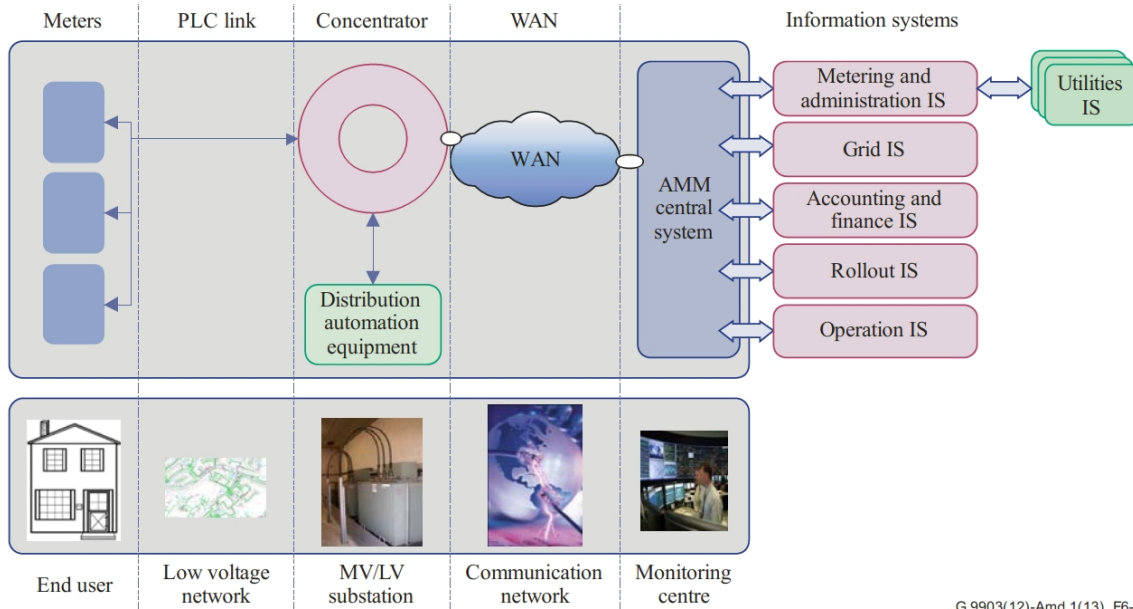 Meters
PLC link
Concentrator
WAN
Information systems
WAN
AMM
central
system
Metering and
administration IS
Utilities
IS
Grid IS
Accounting and
finance IS
Rollout IS
Operation IS
Distribution
automation
equipment
End user
Low voltage
network
MV/LV
substation
Communication
network
Monitoring
centre